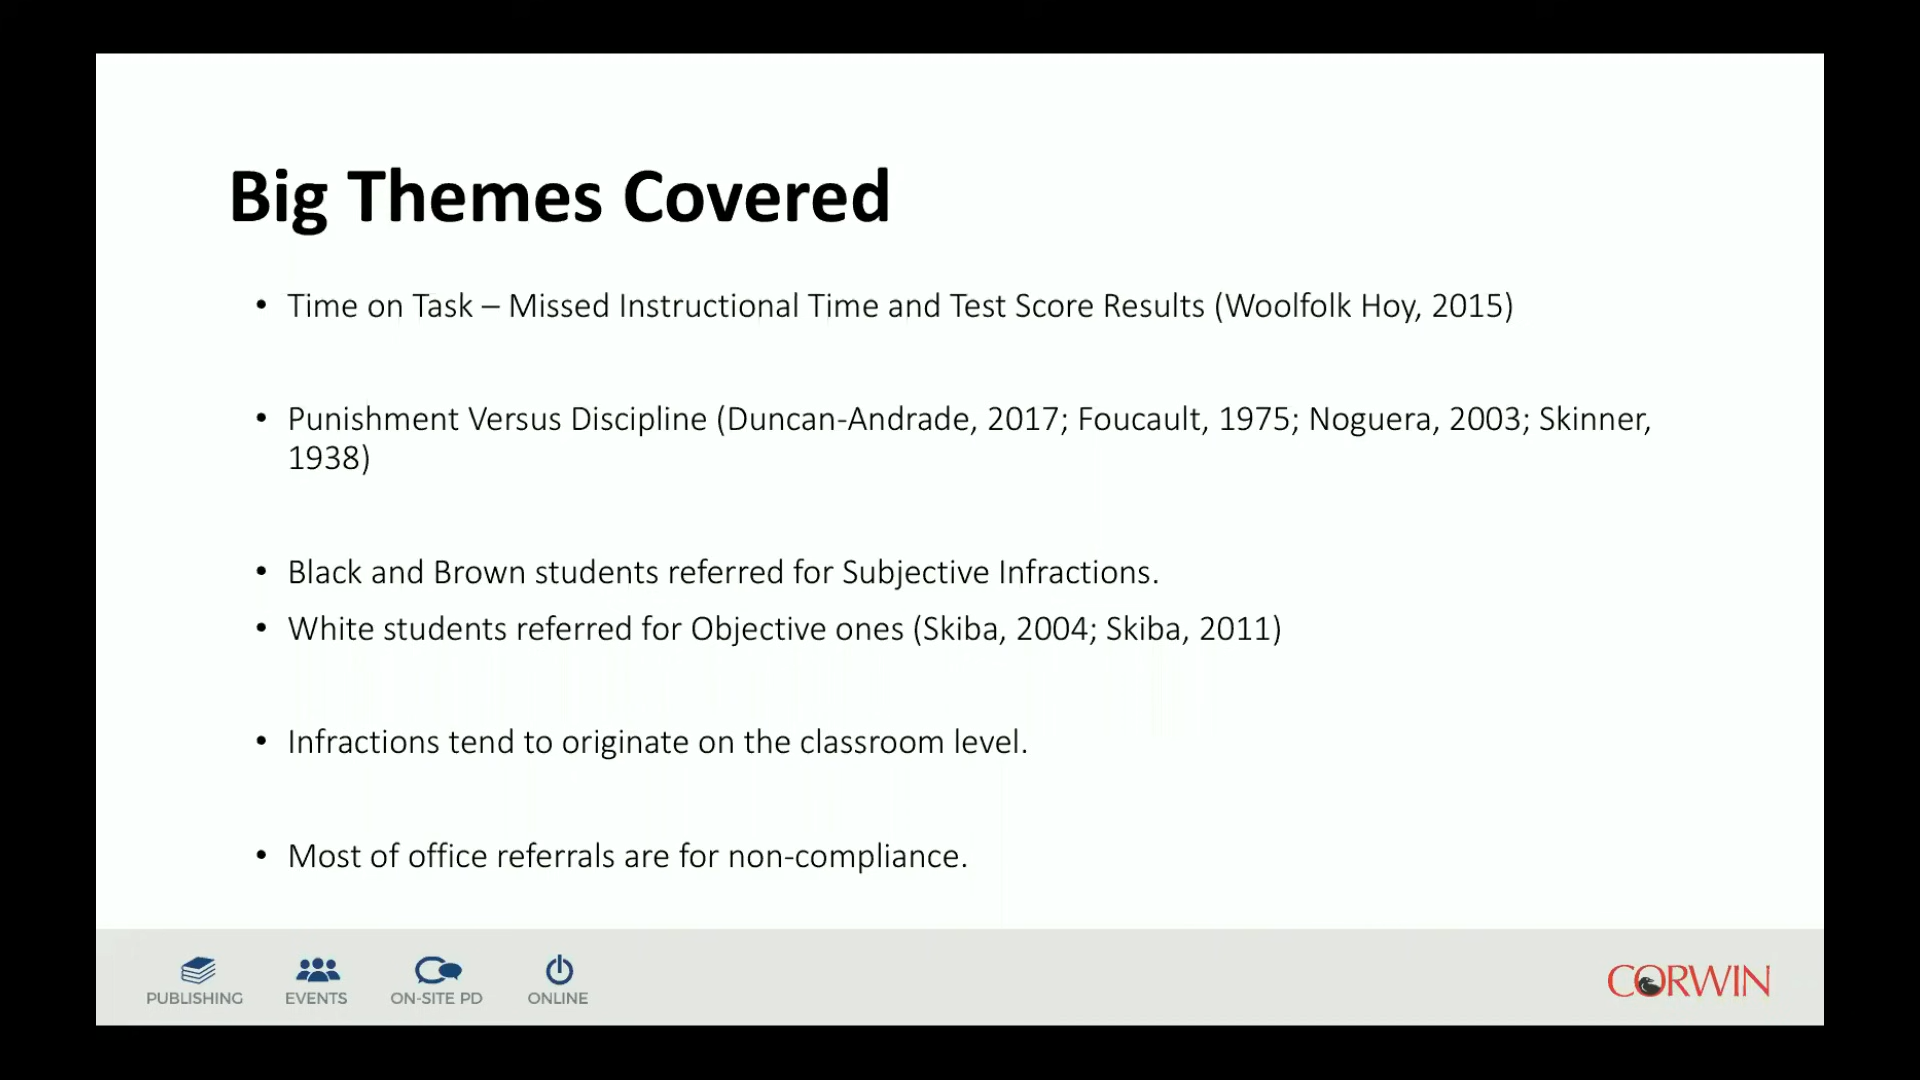 Big Themes Covered
• Time on Task – Missed Instructional Time and Test Score Results (Woolfolk Hoy, 2015)
• Punishment Versus Discipline (Duncan-Andrade, 2017; Foucault, 1975; Noguera, 2003; Skinner,
1938)
• Black and Brown students referred for Subjective Infractions.
• White students referred for Objective ones (Skiba, 2004; Skiba, 2011)
• Infractions tend to originate on the classroom level.
• Most of office referrals are for non-compliance.
PUBLISHING EVENTS ON-SITE PD ONLINE CORWIN